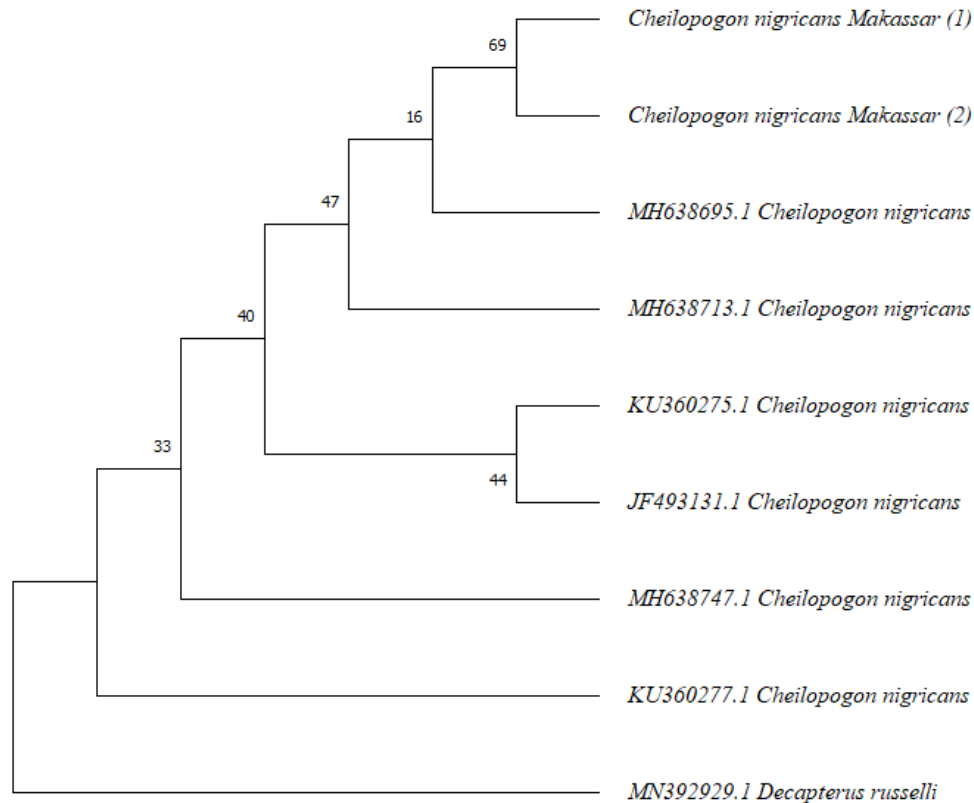 Cheilopogon nigricans Makassar (1)
69
Cheilopogon nigricans Makassar (2)
16
MH638695.1 Cheilopogon nigricans
47
MH638713.1 Cheilopogon nigricans
40
KU360275.1 Cheilopogon nigricans
33
44
JF493131.1 Cheilopogon nigricans
MH638747.1 Cheilopogon nigricans
KU360277.1 Cheilopogon nigricans
MN392929.1 Decapterus russelli